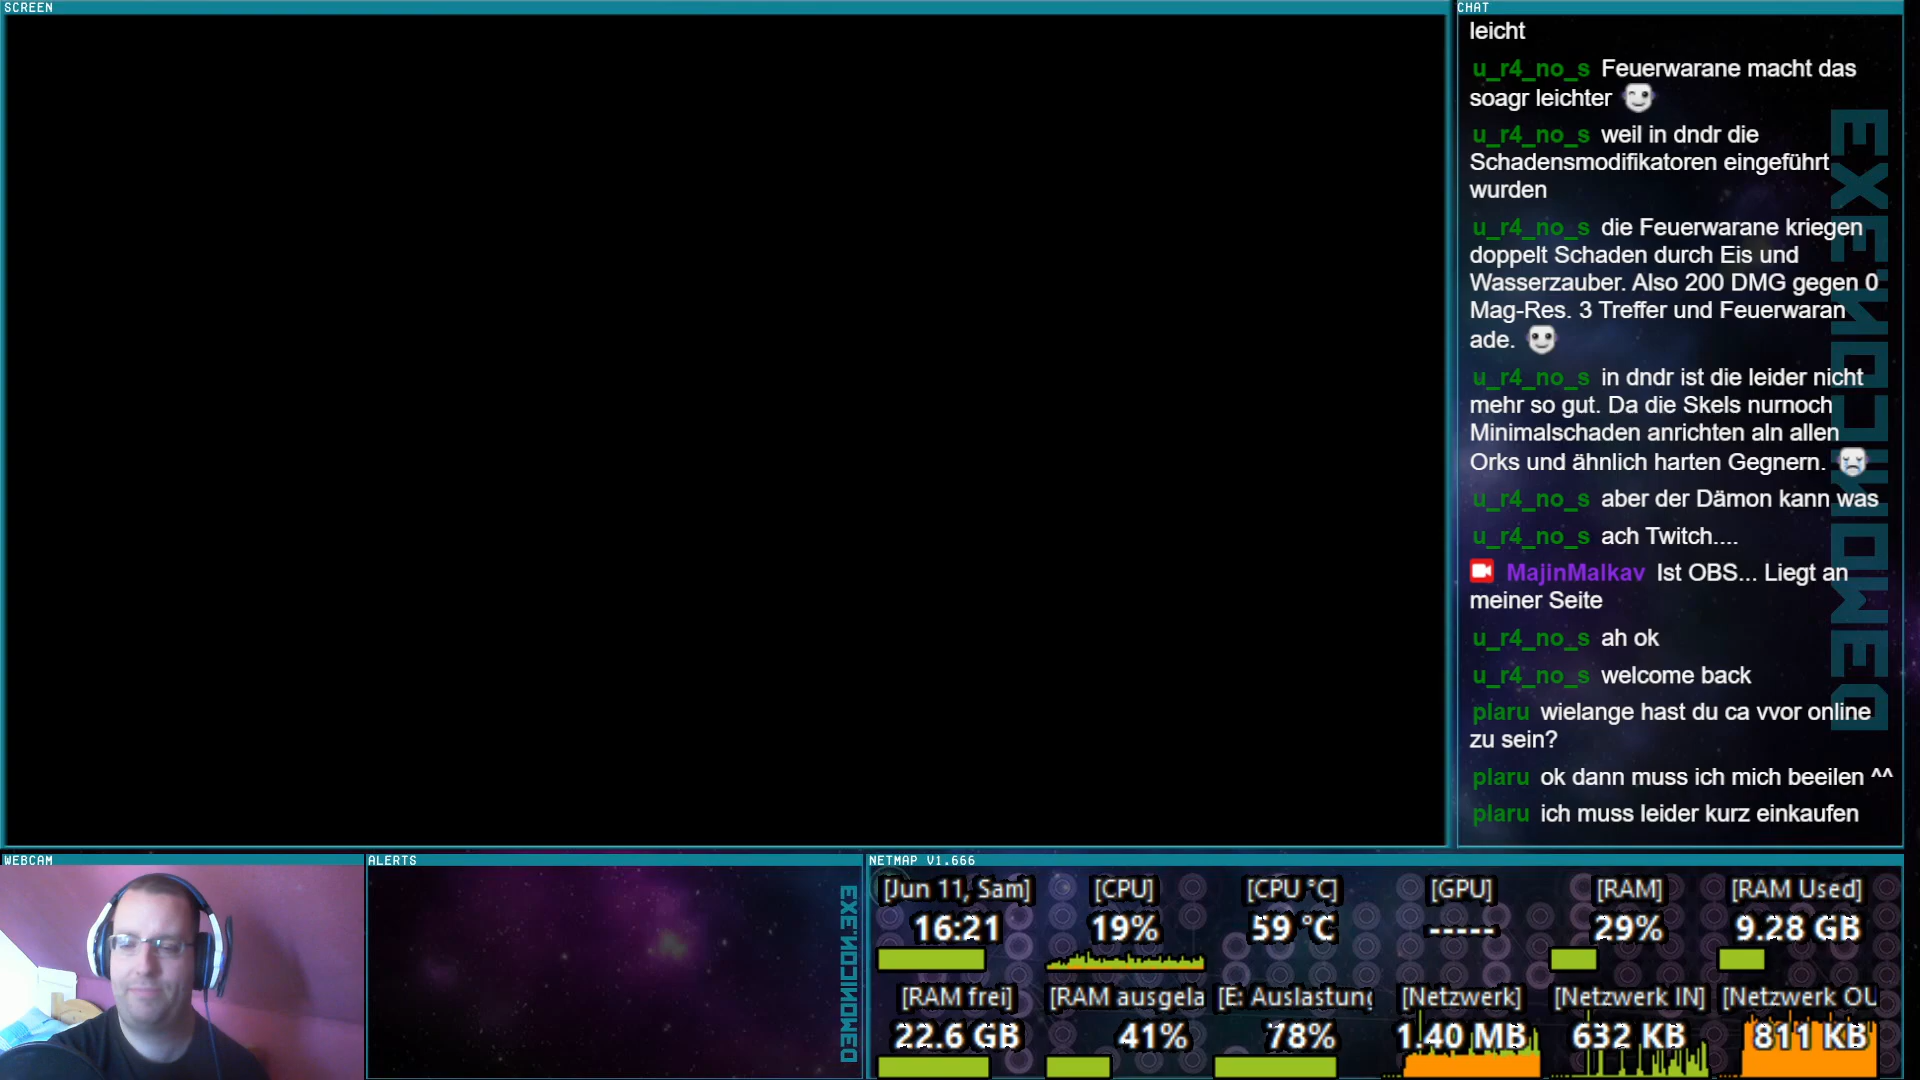 SCREEN
CHAT
leicht
u_r4_no_s Feuerwarane macht das
soagr leichter
u_r4_no_s weil in dndr die
Schadensmodifikatoren eingeführt
wurden
u_r4_no_s die Feuerwarane kriegen
doppelt Schaden durch Eis und
Wasserzauber. Also 200 DMG gegen 0
Mag-Res. 3 Treffer und Feuerwaran
ade.
u_r4_no_s in dndr ist die leider nicht
mehr so gut. Da die Skels nurnoch
Minimalschaden anrichten aln allen
Orks und ähnlich harten Gegnern.
u_r4_no_s aber der Dämon kann was
u_r4_no_s ach Twitch....
MajinMalkav Ist OBS... Liegt an
meiner Seite
u_r4_no_s ah ok
u_r4_no_s welcome back
plaru wielange hast du ca vvor online
zu sein?
plaru ok dann muss ich mich beeilen ^^
plaru ich muss leider kurz einkaufen
WEBCAM
ALERTS
NETMAP V1.666
[Jun 11, Sam] [CPU] [CPU °C] [GPU] [RAM] [RAM Used]
16:21 19% 59 °C ----- 29% 9.28 GB
[RAM frei] [RAM ausgela [E: Auslastung [Netzwerk] [Netzwerk IN] [Netzwerk OU
22.6 GB 41% 78% 1.40 MB 632 KB 811 KB